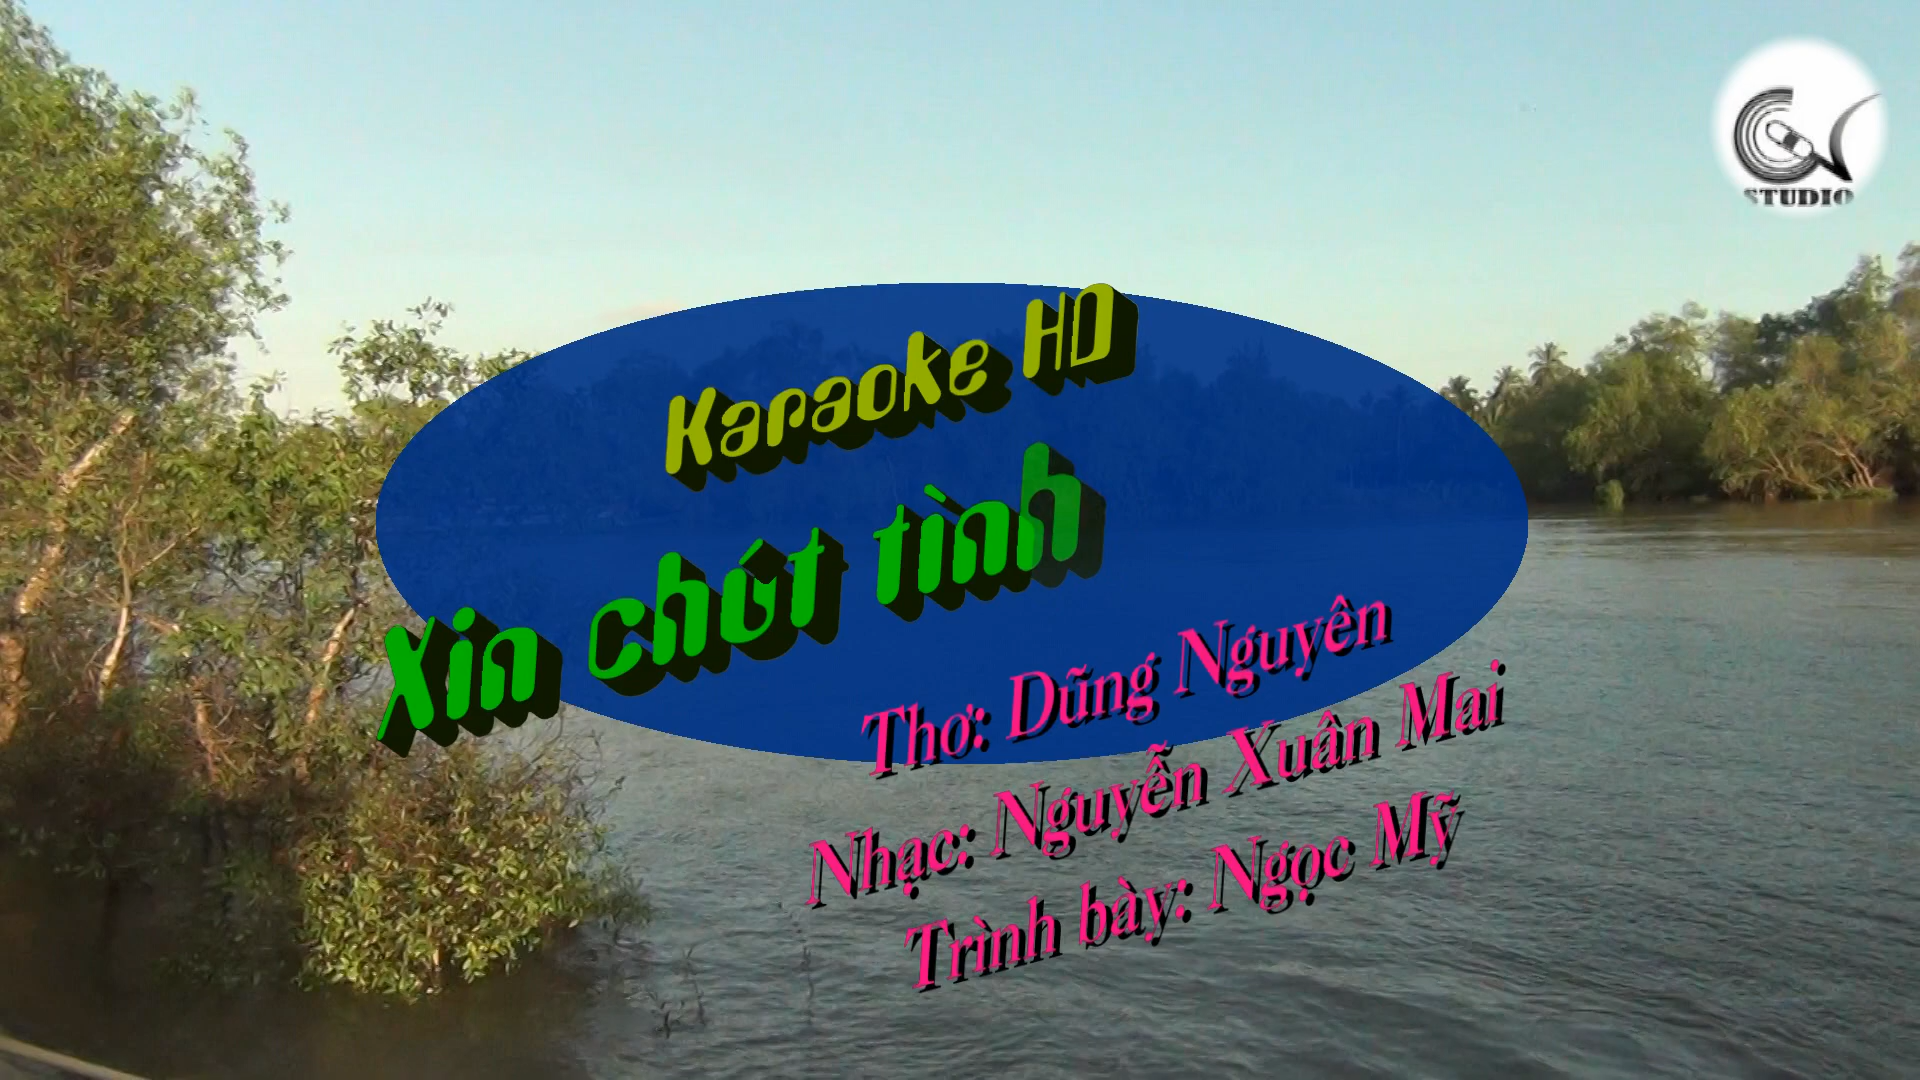 Karaoke HD
Xin chút tình
Thơ: Dũng Nguyên
Nhạc: Nguyễn Xuân Mai
Trình bày: Ngọc Mỹ
STUDIO